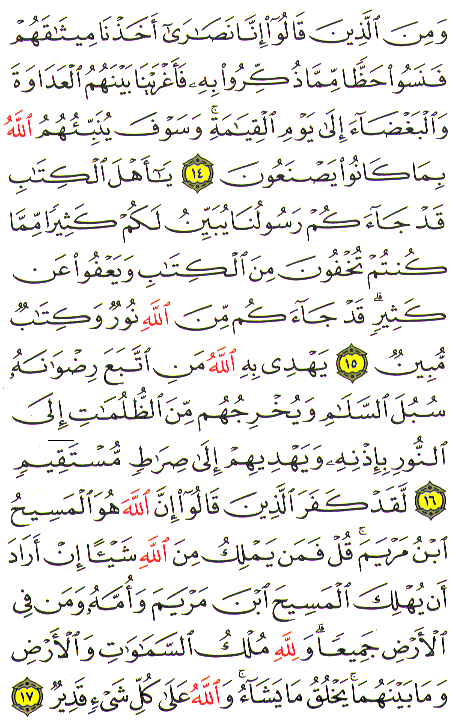 وَمِنَ ٱلَّذِينَ قَالُوٓا۟ إِنَّا نَصَـٰرَىٰٓ أَخَذْنَا مِيثَـٰقَهُمْ
فَنَسُوا۟ حَظًّا مِّمَّا ذُكِّرُوا۟ بِهِۦ فَأَغْرَيْنَا بَيْنَهُمُ ٱلْعَدَاوَةَ
وَٱلْبَغْضَآءَ إِلَىٰ يَوْمِ ٱلْقِيَـٰمَةِ ۚ وَسَوْفَ يُنَبِّئُهُمُ ٱللَّهُ
بِمَا كَانُوا۟ يَصْنَعُونَ ١٤ يَـٰٓأَهْلَ ٱلْكِتَـٰبِ
قَدْ جَآءَكُمْ رَسُولُنَا يُبَيِّنُ لَكُمْ كَثِيرًا مِّمَّا
كُنتُمْ تُخْفُونَ مِنَ ٱلْكِتَـٰبِ وَيَعْفُوا۟ عَن
كَثِيرٍ ۚ قَدْ جَآءَكُم مِّنَ ٱللَّهِ نُورٌ وَكِتَـٰبٌ
مُّبِينٌ ١٥ يَهْدِى بِهِ ٱللَّهُ مَنِ ٱتَّبَعَ رِضْوَٰنَهُۥ
سُبُلَ ٱلسَّلَـٰمِ وَيُخْرِجُهُم مِّنَ ٱلظُّلُمَـٰتِ إِلَى
ٱلنُّورِ بِإِذْنِهِۦ وَيَهْدِيهِمْ إِلَىٰ صِرَٰطٍ مُّسْتَقِيمٍ
١٦ لَّقَدْ كَفَرَ ٱلَّذِينَ قَالُوٓا۟ إِنَّ ٱللَّهَ هُوَ ٱلْمَسِيحُ
ٱبْنُ مَرْيَمَ ۚ قُلْ فَمَن يَمْلِكُ مِنَ ٱللَّهِ شَيْـًٔا إِنْ أَرَادَ
أَن يُهْلِكَ ٱلْمَسِيحَ ٱبْنَ مَرْيَمَ وَأُمَّهُۥ وَمَن فِى
ٱلْأَرْضِ جَمِيعًا ۗ وَلِلَّهِ مُلْكُ ٱلسَّمَـٰوَٰتِ وَٱلْأَرْضِ
وَمَا بَيْنَهُمَا ۚ يَخْلُقُ مَا يَشَآءُ ۚ وَٱللَّهُ عَلَىٰ كُلِّ شَىْءٍ قَدِيرٌ ١٧